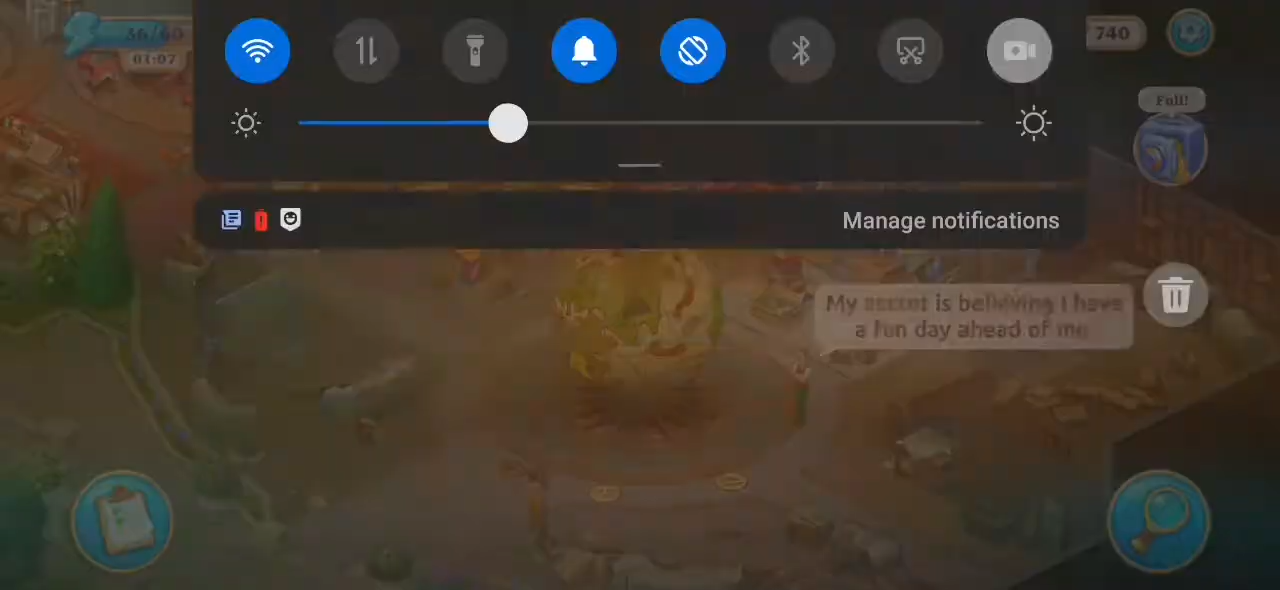 36/60
01:07
740
Full!
Manage notifications
My secret is believing I have
a fun day ahead of me